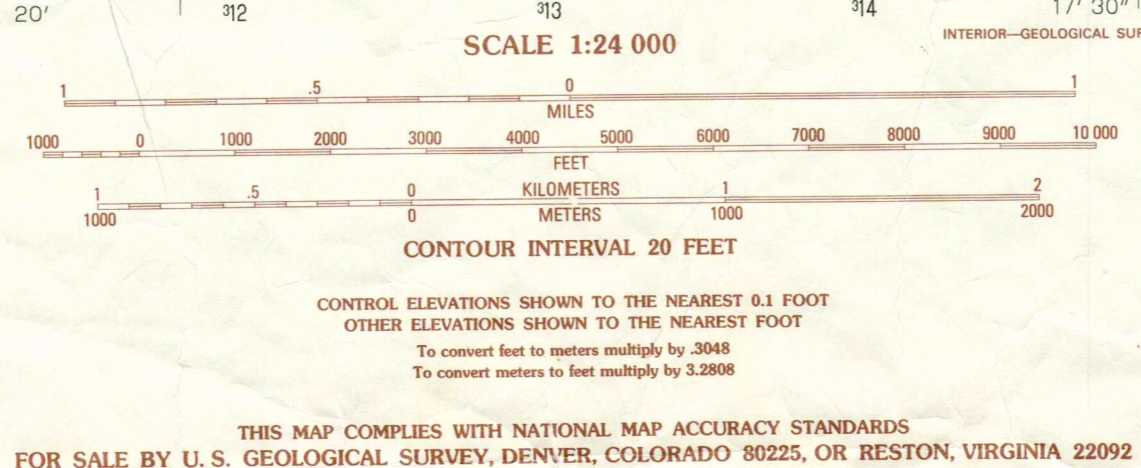 20′ ³12 ³13 ³14 17′ 30″
INTERIOR—GEOLOGICAL
SCALE 1:24 000
1 .5 0 1
MILES
1000 0 1000 2000 3000 4000 5000 6000 7000 8000 9000 10 000
FEET
1 .5 0 KILOMETERS 1 2
1000 0 METERS 1000 2000
CONTOUR INTERVAL 20 FEET
CONTROL ELEVATIONS SHOWN TO THE NEAREST 0.1 FOOT
OTHER ELEVATIONS SHOWN TO THE NEAREST FOOT
To convert feet to meters multiply by .3048
To convert meters to feet multiply by 3.2808
THIS MAP COMPLIES WITH NATIONAL MAP ACCURACY STANDARDS
FOR SALE BY U. S. GEOLOGICAL SURVEY, DENVER, COLORADO 80225, OR RESTON, VIRGINIA 22092